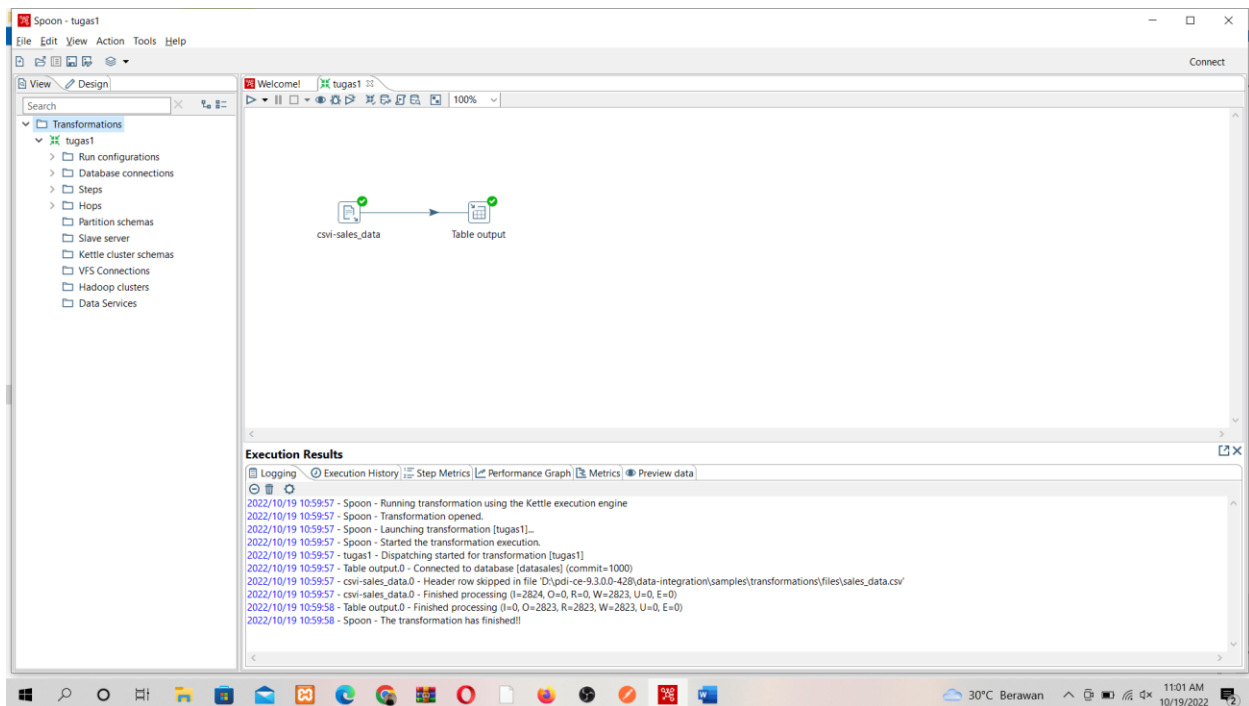 Spoon - tugas1
File Edit View Action Tools Help
Connect
View Design
Search
Transformations
tugas1
Run configurations
Database connections
Steps
Hops
Partition schemas
Slave server
Kettle cluster schemas
VFS Connections
Hadoop clusters
Data Services
Welcome! tugas1
100%
csvi-sales_data Table output
Execution Results
Logging Execution History Step Metrics Performance Graph Metrics Preview data
2022/10/19 10:59:57 - Spoon - Running transformation using the Kettle execution engine
2022/10/19 10:59:57 - Spoon - Transformation opened.
2022/10/19 10:59:57 - Spoon - Launching transformation [tugas1]...
2022/10/19 10:59:57 - Spoon - Started the transformation execution.
2022/10/19 10:59:57 - tugas1 - Dispatching started for transformation [tugas1]
2022/10/19 10:59:57 - Table output.0 - Connected to database [datasales] (commit=1000)
2022/10/19 10:59:57 - csvi-sales_data.0 - Header row skipped in file 'D:\pdi-ce-9.3.0.0-428\data-integration\samples\transformations\files\sales_data.csv'
2022/10/19 10:59:57 - csvi-sales_data.0 - Finished processing (I=2824, O=0, R=0, W=2823, U=0, E=0)
2022/10/19 10:59:58 - Table output.0 - Finished processing (I=0, O=2823, R=2823, W=2823, U=0, E=0)
2022/10/19 10:59:58 - Spoon - The transformation has finished!!
30°C Berawan
11:01 AM
10/19/2022
2